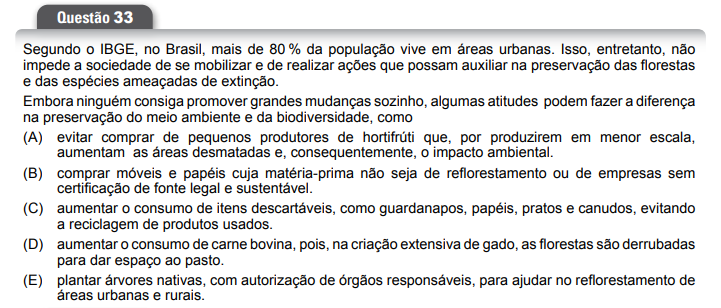 Questão 33
Segundo o IBGE, no Brasil, mais de 80 % da população vive em áreas urbanas. Isso, entretanto, não
impede a sociedade de se mobilizar e de realizar ações que possam auxiliar na preservação das florestas
e das espécies ameaçadas de extinção.
Embora ninguém consiga promover grandes mudanças sozinho, algumas atitudes podem fazer a diferença
na preservação do meio ambiente e da biodiversidade, como
(A) evitar comprar de pequenos produtores de hortifrúti que, por produzirem em menor escala,
aumentam as áreas desmatadas e, consequentemente, o impacto ambiental.
(B) comprar móveis e papéis cuja matéria-prima não seja de reflorestamento ou de empresas sem
certificação de fonte legal e sustentável.
(C) aumentar o consumo de itens descartáveis, como guardanapos, papéis, pratos e canudos, evitando
a reciclagem de produtos usados.
(D) aumentar o consumo de carne bovina, pois, na criação extensiva de gado, as florestas são derrubadas
para dar espaço ao pasto.
(E) plantar árvores nativas, com autorização de órgãos responsáveis, para ajudar no reflorestamento de
áreas urbanas e rurais.